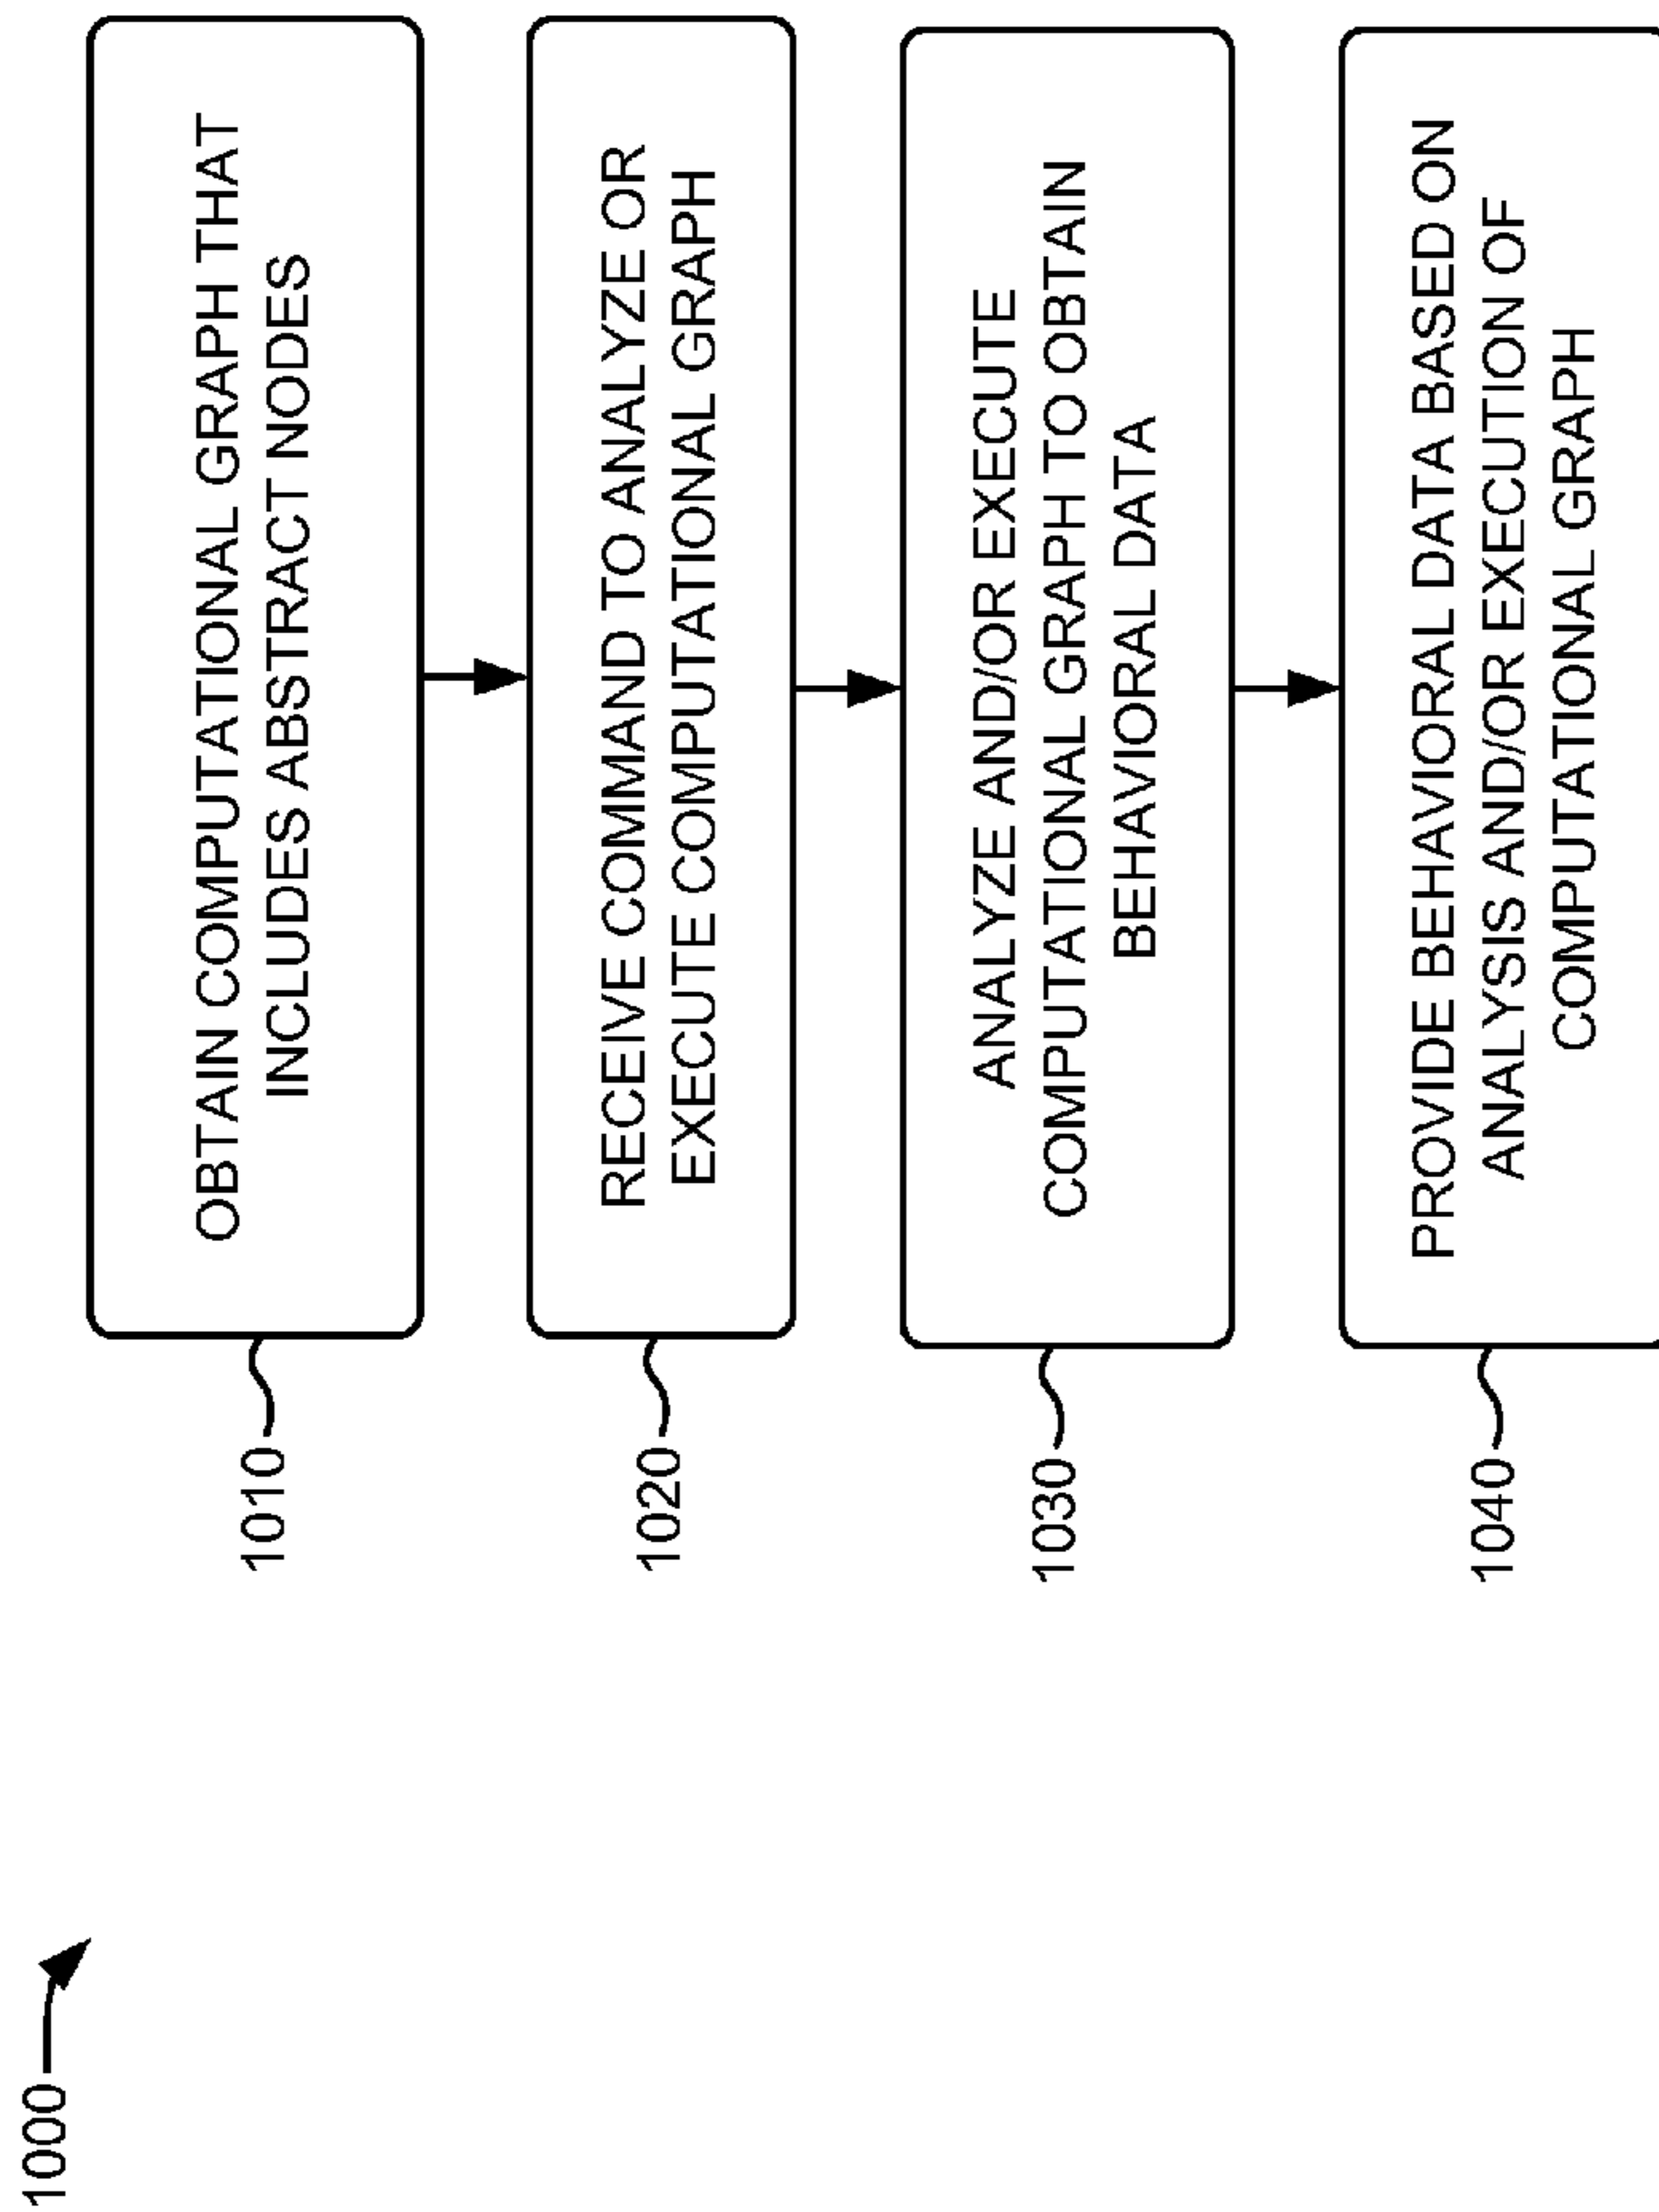 1000
1010
OBTAIN COMPUTATIONAL GRAPH THAT
INCLUDES ABSTRACT NODES
1020
RECEIVE COMMAND TO ANALYZE OR
EXECUTE COMPUTATIONAL GRAPH
1030
ANALYZE AND/OR EXECUTE
COMPUTATIONAL GRAPH TO OBTAIN
BEHAVIORAL DATA
1040
PROVIDE BEHAVIORAL DATA BASED ON
ANALYSIS AND/OR EXECUTION OF
COMPUTATIONAL GRAPH